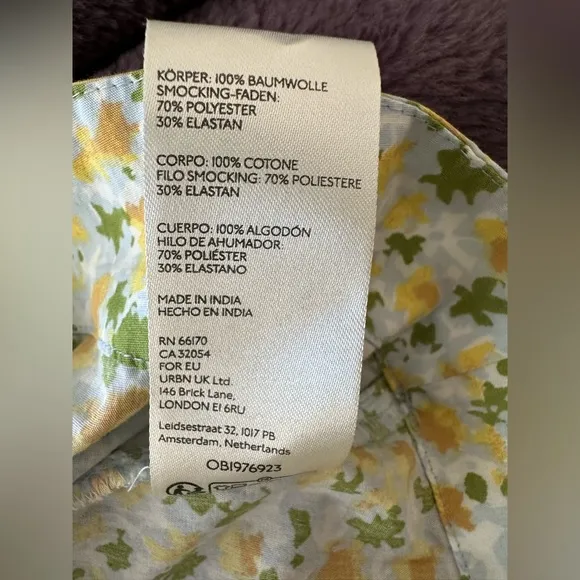 KÖRPER: 100% BAUMWOLLE
SMOCKING-FADEN:
70% POLYESTER
30% ELASTAN
CORPO: 100% COTONE
FILO SMOCKING: 70% POLIESTERE
30% ELASTAN
CUERPO: 100% ALGODÓN
HILO DE AHUMADOR:
70% POLIÉSTER
30% ELASTANO
MADE IN INDIA
HECHO EN INDIA
RN 66170
CA 32054
FOR EU
URBN UK Ltd.
146 Brick Lane,
LONDON E1 6RU
Leidsestraat 32, 1017 PB
Amsterdam, Netherlands
OB1976923